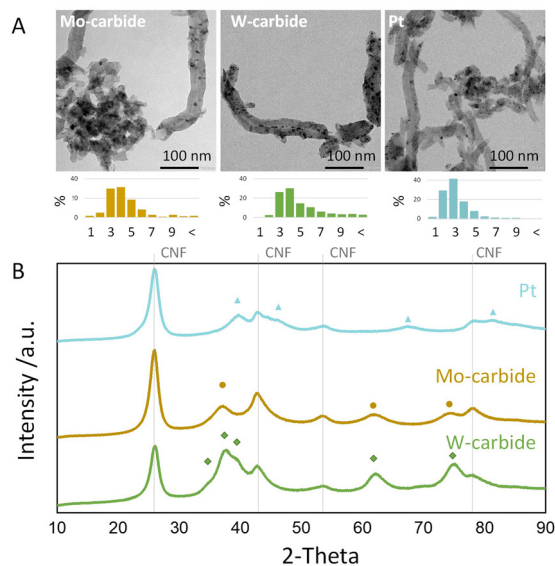 A
Mo-carbide
W-carbide
Pt
100 nm
100 nm
100 nm
40
20
0
%
1 3 5 7 9 <
40
20
0
%
1 3 5 7 9 <
40
20
0
%
1 3 5 7 9 <
B
CNF
CNF
CNF
CNF
Pt
Mo-carbide
W-carbide
Intensity /a.u.
10 20 30 40 50 60 70 80 90
2-Theta